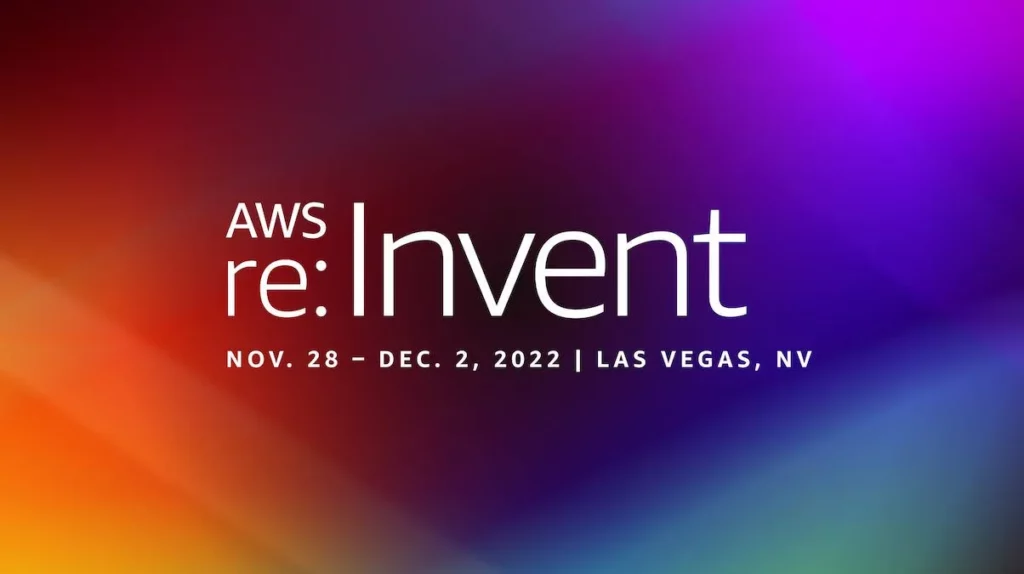 AWS
re:Invent
NOV. 28 – DEC. 2, 2022 | LAS VEGAS, NV